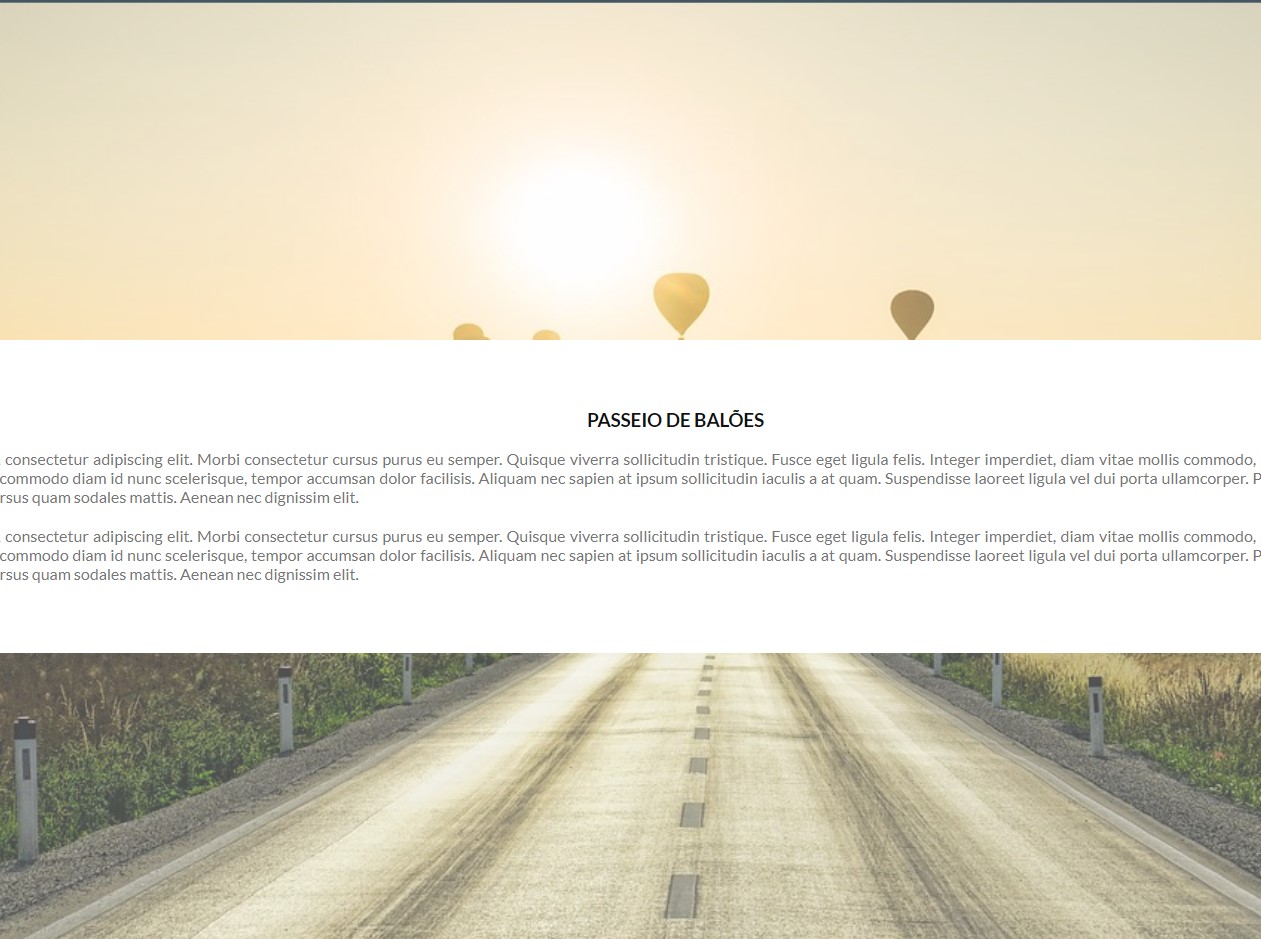 PASSEIO DE BALÕES
consectetur adipiscing elit. Morbi consectetur cursus purus eu semper. Quisque viverra sollicitudin tristique. Fusce eget ligula felis. Integer imperdiet, diam vitae mollis commodo,
commodo diam id nunc scelerisque, tempor accumsan dolor facilisis. Aliquam nec sapien at ipsum sollicitudin iaculis a at quam. Suspendisse laoreet ligula vel dui porta ullamcorper. P
rsus quam sodales mattis. Aenean nec dignissim elit.
consectetur adipiscing elit. Morbi consectetur cursus purus eu semper. Quisque viverra sollicitudin tristique. Fusce eget ligula felis. Integer imperdiet, diam vitae mollis commodo,
commodo diam id nunc scelerisque, tempor accumsan dolor facilisis. Aliquam nec sapien at ipsum sollicitudin iaculis a at quam. Suspendisse laoreet ligula vel dui porta ullamcorper. P
rsus quam sodales mattis. Aenean nec dignissim elit.